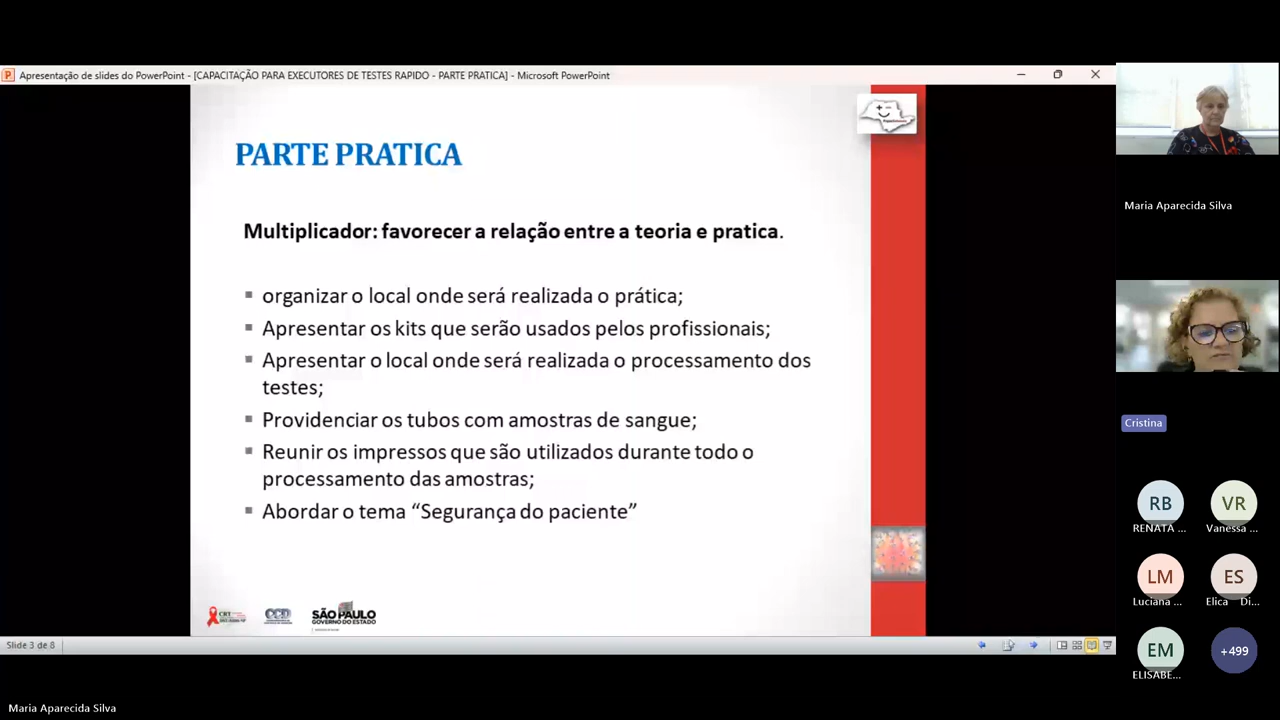 Apresentação de slides do PowerPoint - [CAPACITAÇÃO PARA EXECUTORES DE TESTES RAPIDO - PARTE PRATICA] - Microsoft PowerPoint
PARTE PRATICA
Multiplicador: favorecer a relação entre a teoria e pratica.
organizar o local onde será realizada o prática;
Apresentar os kits que serão usados pelos profissionais;
Apresentar o local onde será realizada o processamento dos
testes;
Providenciar os tubos com amostras de sangue;
Reunir os impressos que são utilizados durante todo o
processamento das amostras;
Abordar o tema “Segurança do paciente”
CRT
CCD
SÃO PAULO
GOVERNO DO ESTADO
Slide 3 de 8
Maria Aparecida Silva
Maria Aparecida Silva
Cristina
RB
VR
RENATA ...
Vanessa ...
LM
ES
Luciana ...
Elica Di...
EM
+499
ELISABE...